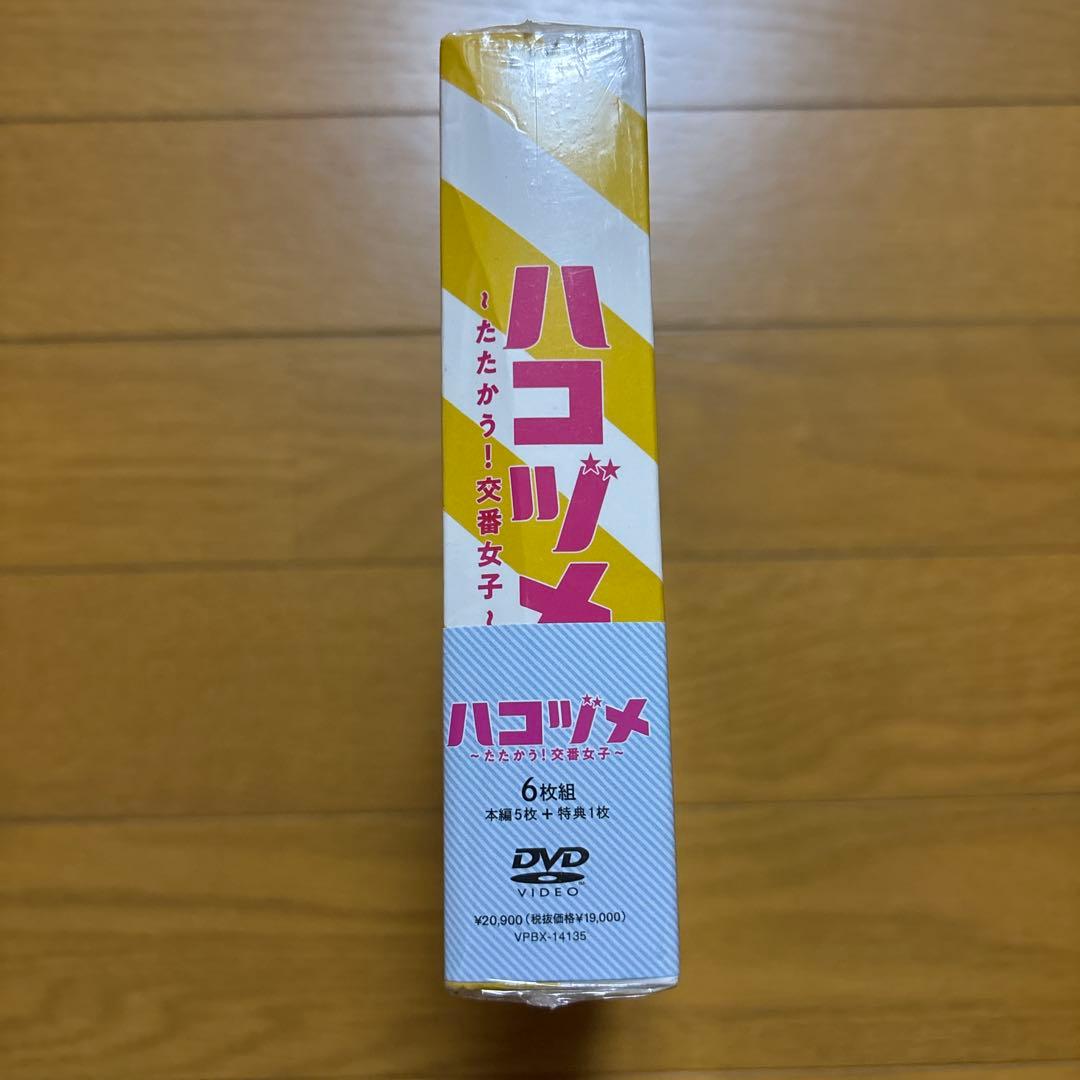 ハコヅメ
~たたかう!交番女子~
ハコヅメ
~たたかう!交番女子~
6枚組
本編5枚+特典1枚
DVD
VIDEO
¥20,900(税抜価格¥19,000)
VPBX-14135